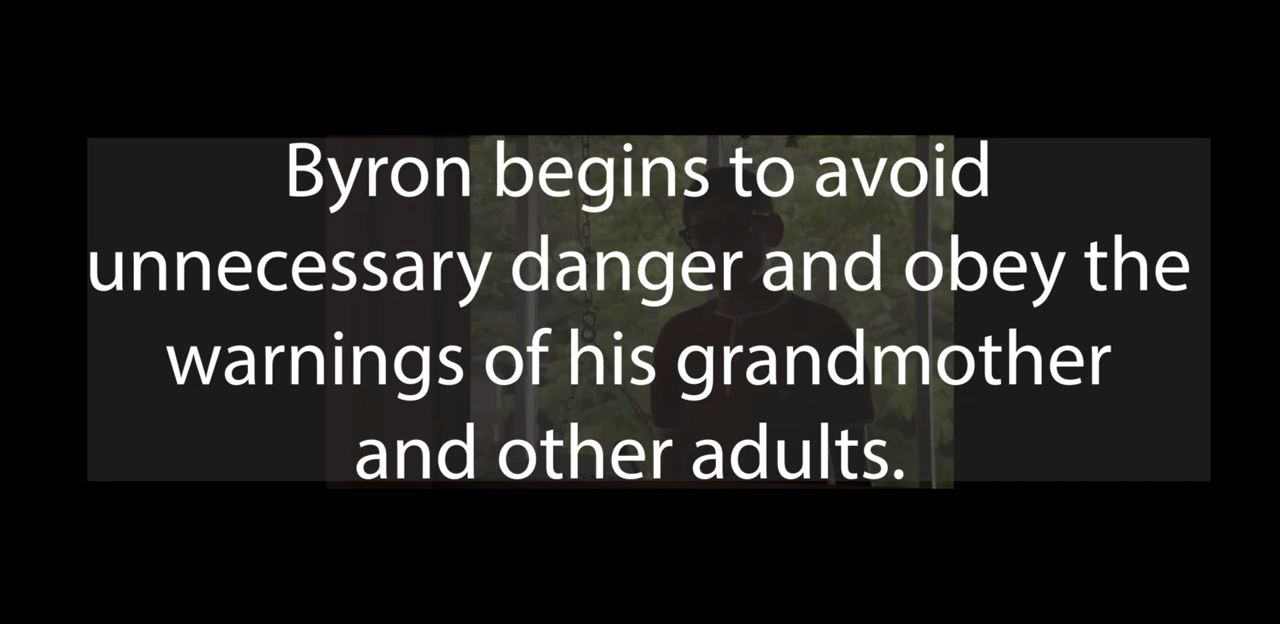 Byron begins to avoid
unnecessary danger and obey the
warnings of his grandmother
and other adults.